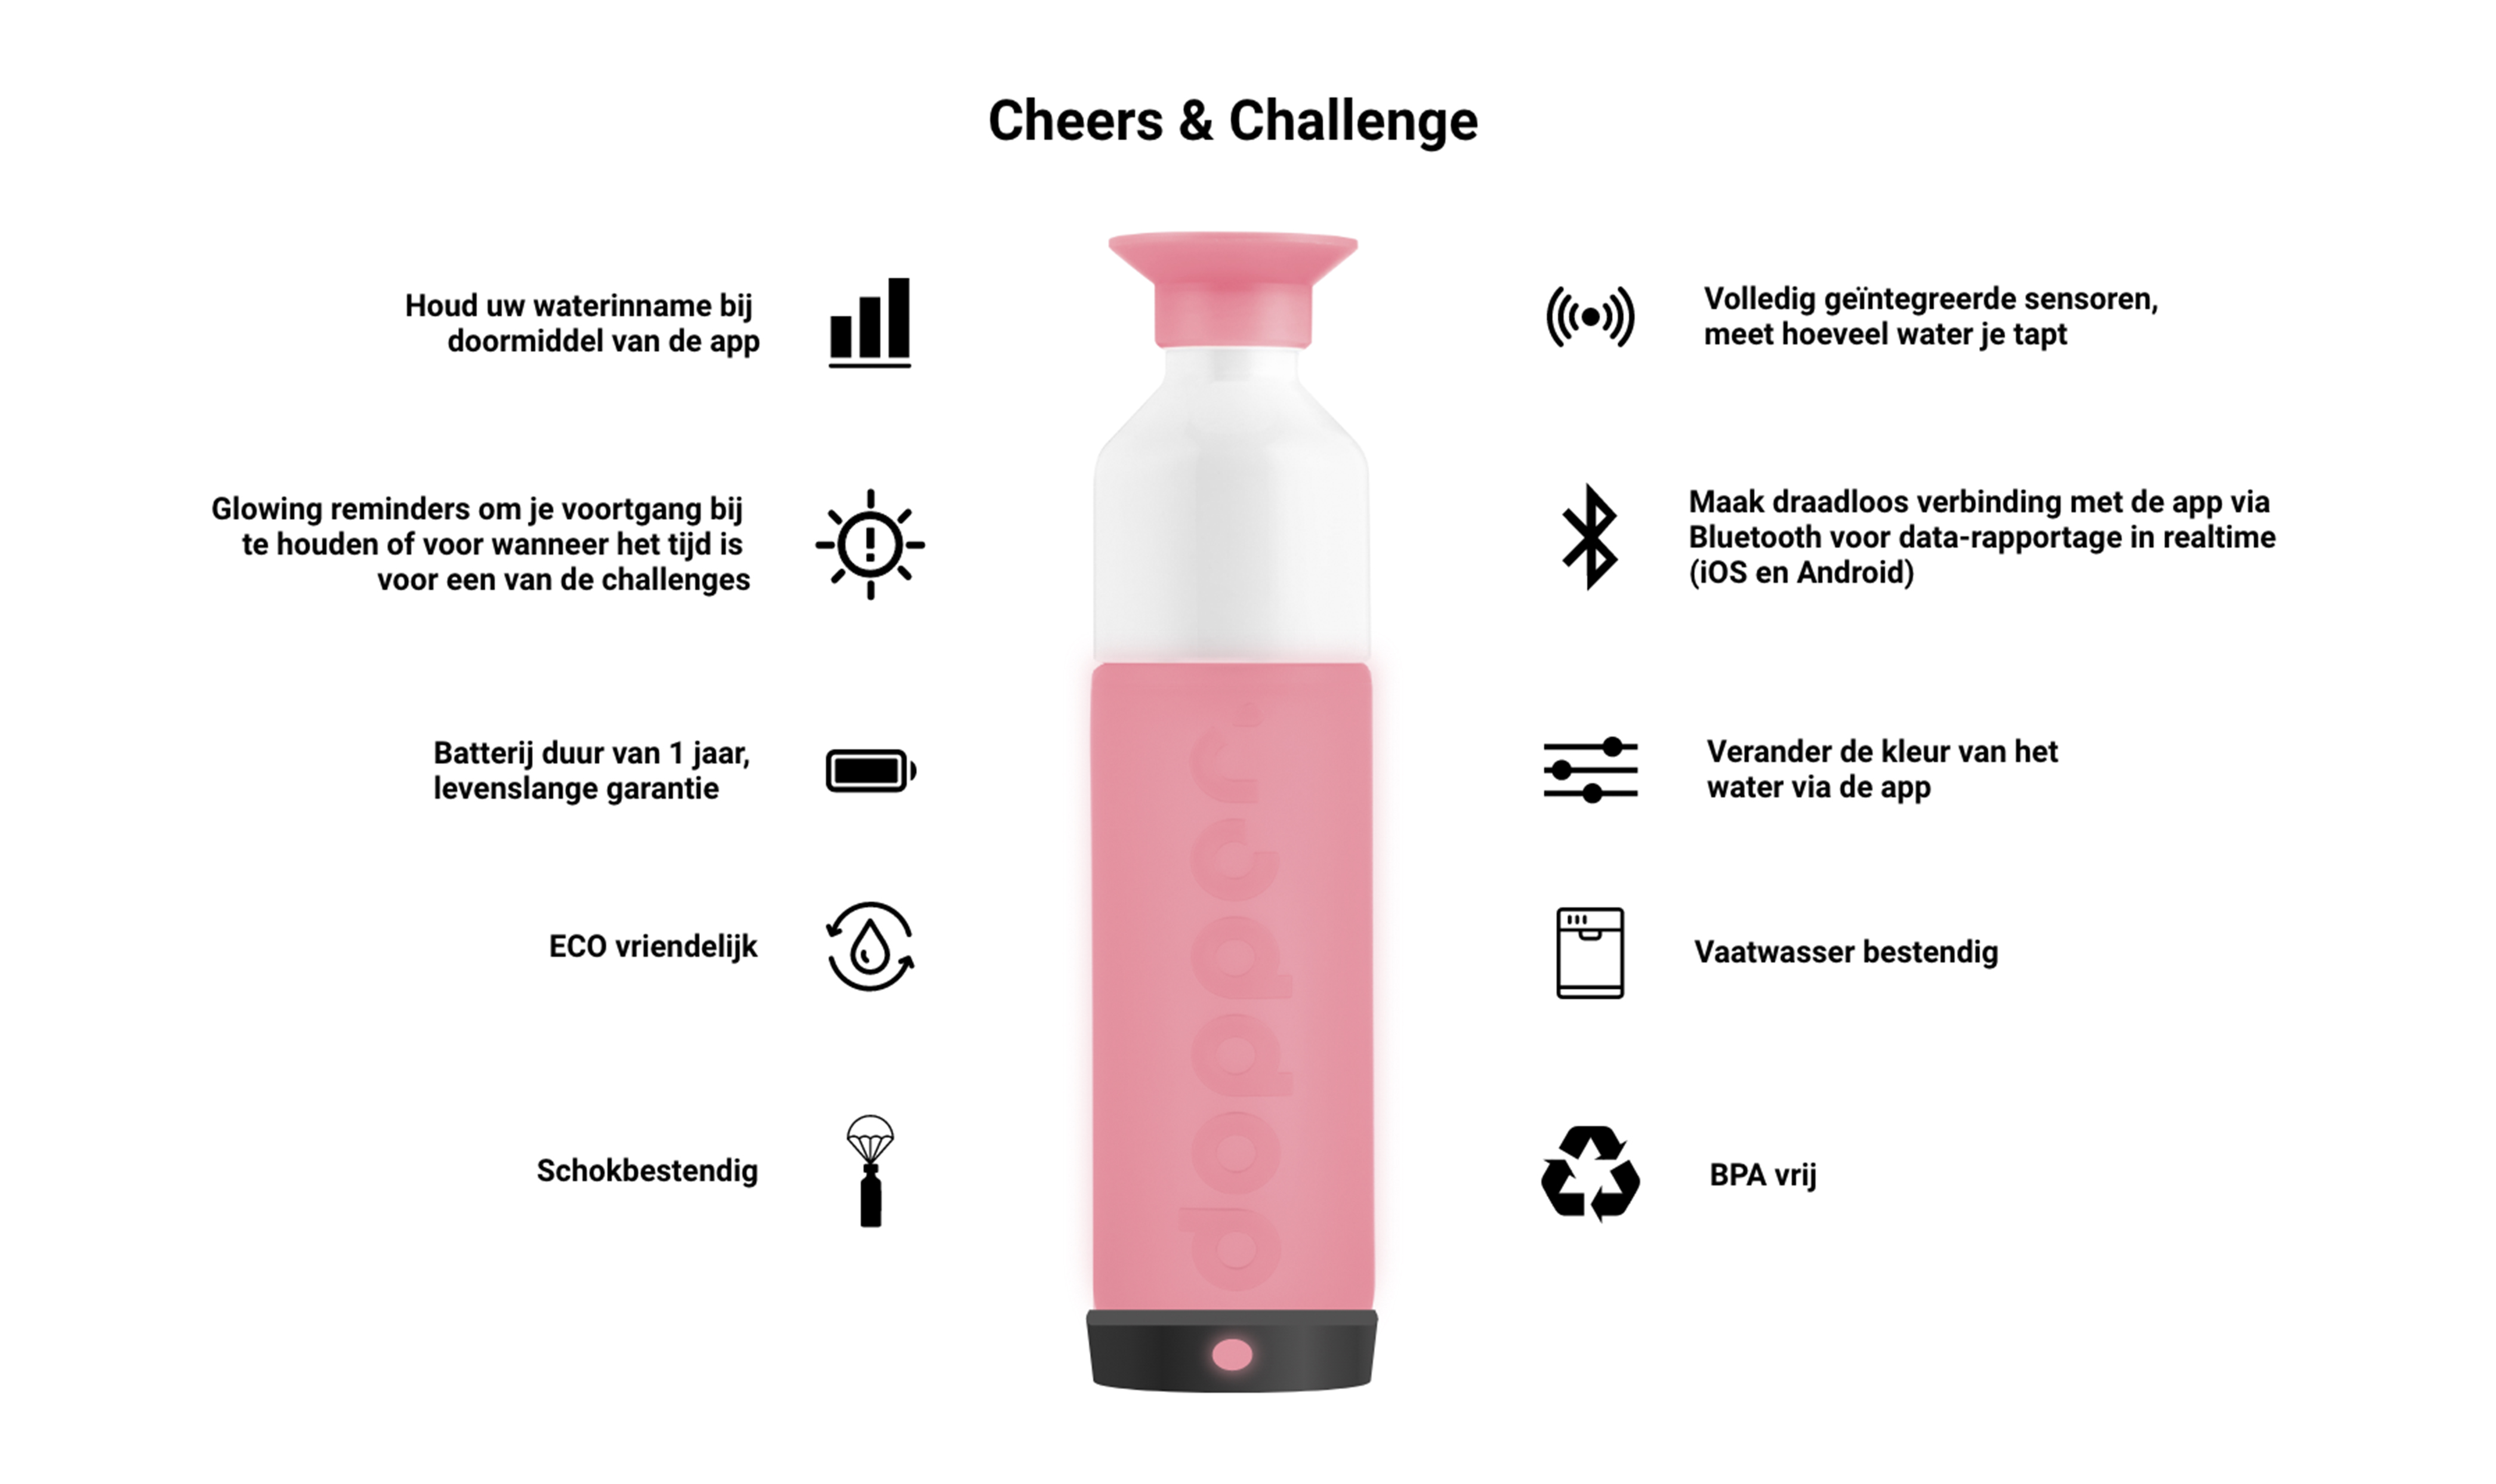 Cheers & Challenge
Houd uw waterinname bij
doormiddel van de app
Glowing reminders om je voortgang bij
te houden of voor wanneer het tijd is
voor een van de challenges
Batterij duur van 1 jaar,
levenslange garantie
ECO vriendelijk
Schokbestendig
dopper.
Volledig geïntegreerde sensoren,
meet hoeveel water je tapt
Maak draadloos verbinding met de app via
Bluetooth voor data-rapportage in realtime
(iOS en Android)
Verander de kleur van het
water via de app
Vaatwasser bestendig
BPA vrij